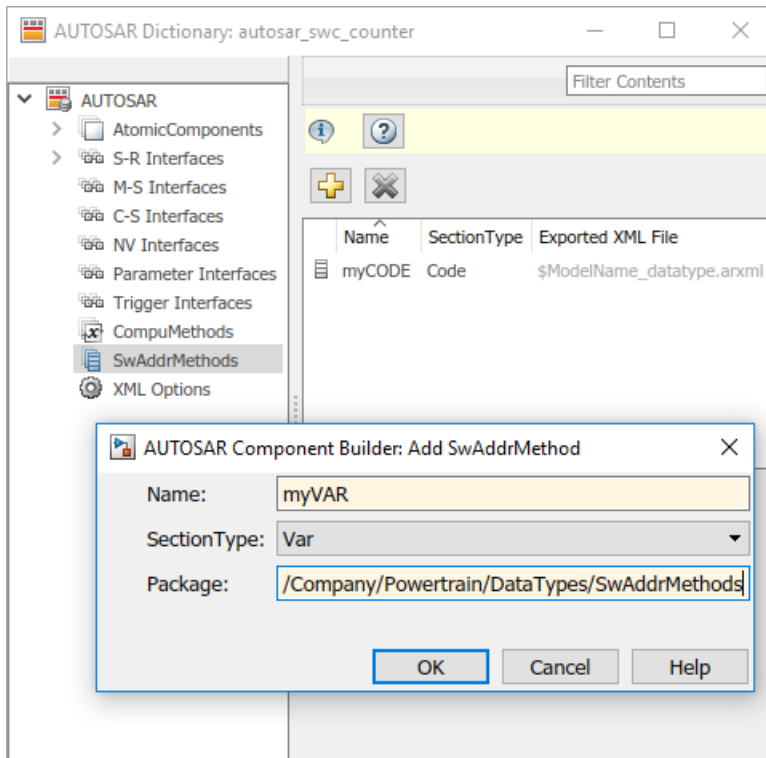 AUTOSAR Dictionary: autosar_swc_counter
Filter Contents
AUTOSAR
AtomicComponents
S-R Interfaces
M-S Interfaces
C-S Interfaces
NV Interfaces
Parameter Interfaces
Trigger Interfaces
CompuMethods
SwAddrMethods
XML Options
Name SectionType Exported XML File
myCODE Code $ModelName_datatype.arxml
AUTOSAR Component Builder: Add SwAddrMethod
Name: myVAR
SectionType: Var
Package: /Company/Powertrain/DataTypes/SwAddrMethods
OK Cancel Help